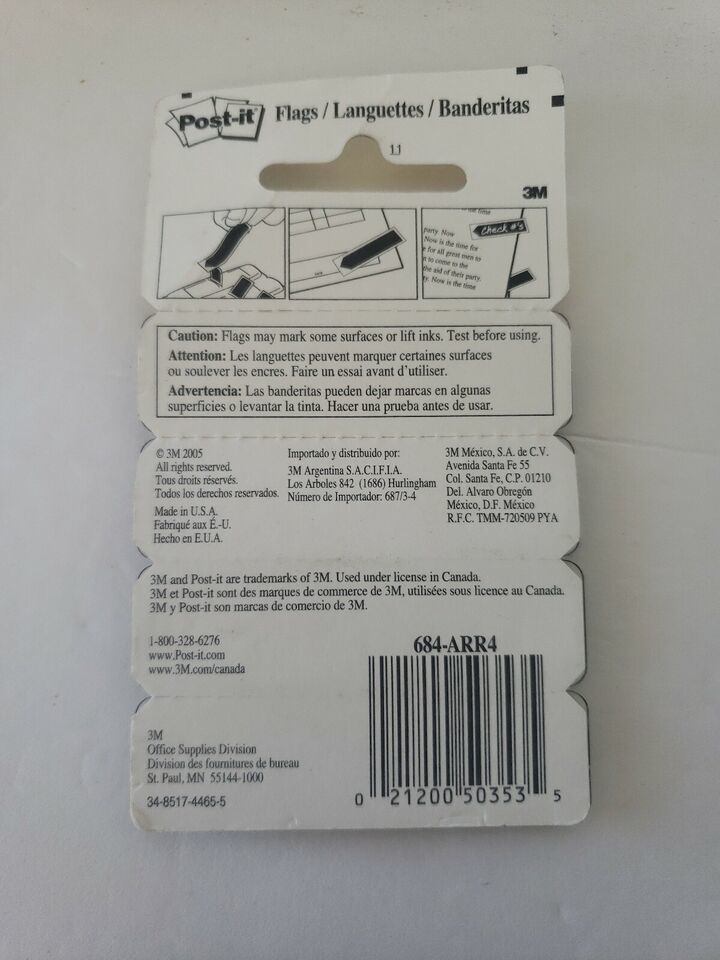 Post-it
Flags / Languettes / Banderitas
11
3M
party. Now
Now is the time for
for all great men to
to come to the
the aid of their party.
Now is the time
the time
Check #'s
Caution: Flags may mark some surfaces or lift inks. Test before using.
Attention: Les languettes peuvent marquer certaines surfaces
ou soulever les encres. Faire un essai avant d'utiliser.
Advertencia: Las banderitas pueden dejar marcas en algunas
superficies o levantar la tinta. Hacer una prueba antes de usar.
© 3M 2005
All rights reserved.
Tous droits réservés.
Todos los derechos reservados.
Made in U.S.A.
Fabriqué aux É.-U.
Hecho en E.U.A.
Importado y distribuido por:
3M Argentina S.A.C.I.F.I.A.
Los Arboles 842 (1686) Hurlingham
Número de Importador: 687/3-4
3M México, S.A. de C.V.
Avenida Santa Fe 55
Col. Santa Fe, C.P. 01210
Del. Alvaro Obregón
México, D.F. México
R.F.C. TMM-720509 PYA
3M and Post-it are trademarks of 3M. Used under license in Canada.
3M et Post-it sont des marques de commerce de 3M, utilisées sous licence au Canada.
3M y Post-it son marcas de comercio de 3M.
1-800-328-6276
www.Post-it.com
www.3M.com/canada
684-ARR4
3M
Office Supplies Division
Division des fournitures de bureau
St. Paul, MN 55144-1000
34-8517-4465-5
0 21200 50353 5